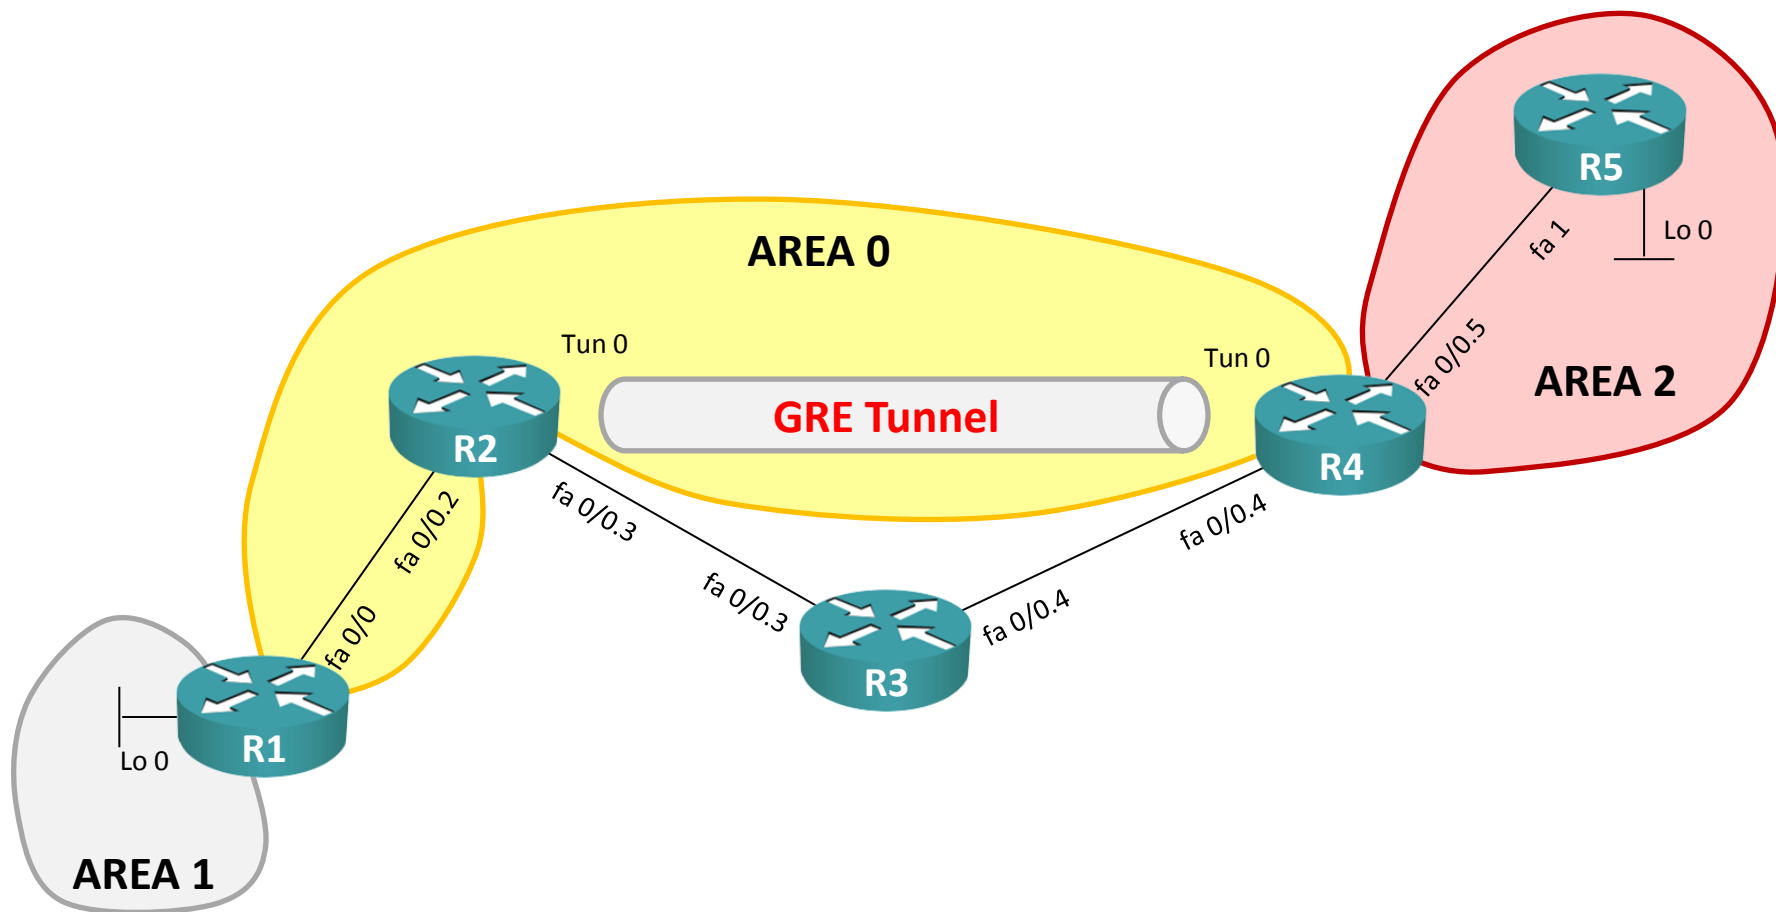 R5
Lo 0
fa 1
AREA 0
Tun 0
Tun 0
fa 0/0.5
AREA 2
GRE Tunnel
R2
R4
fa 0/0.2
fa 0/0.3
fa 0/0.4
fa 0/0.3
fa 0/0.4
fa 0/0
R3
R1
Lo 0
AREA 1